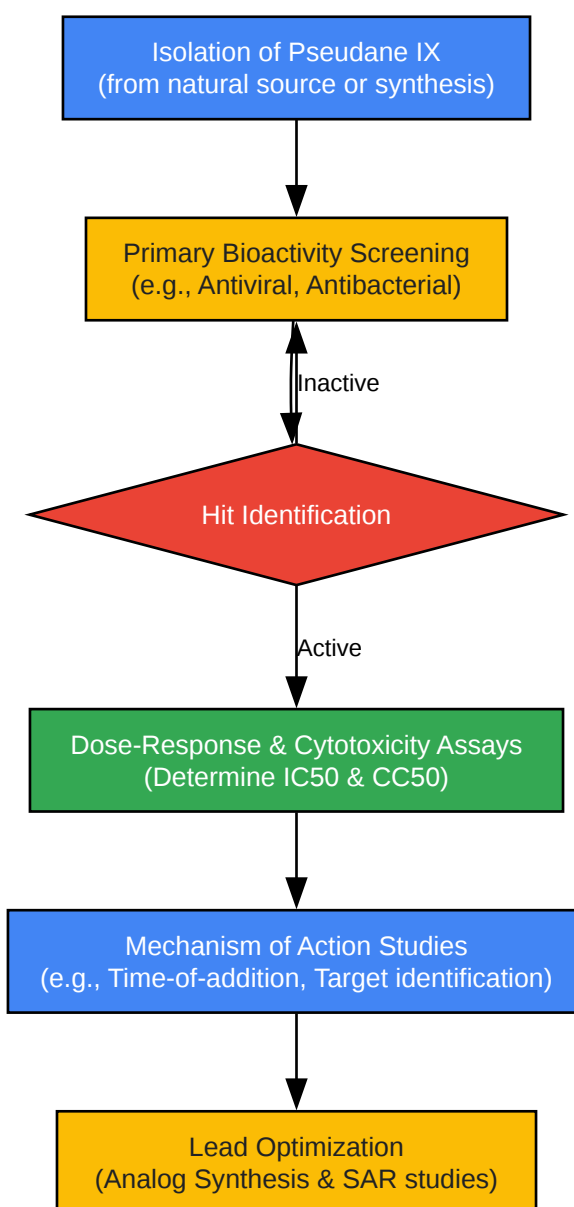 Isolation of Pseudane IX
(from natural source or synthesis)
Primary Bioactivity Screening
(e.g., Antiviral, Antibacterial)
Inactive
Hit Identification
Active
Dose-Response & Cytotoxicity Assays
(Determine IC50 & CC50)
Mechanism of Action Studies
(e.g., Time-of-addition, Target identification)
Lead Optimization
(Analog Synthesis & SAR studies)